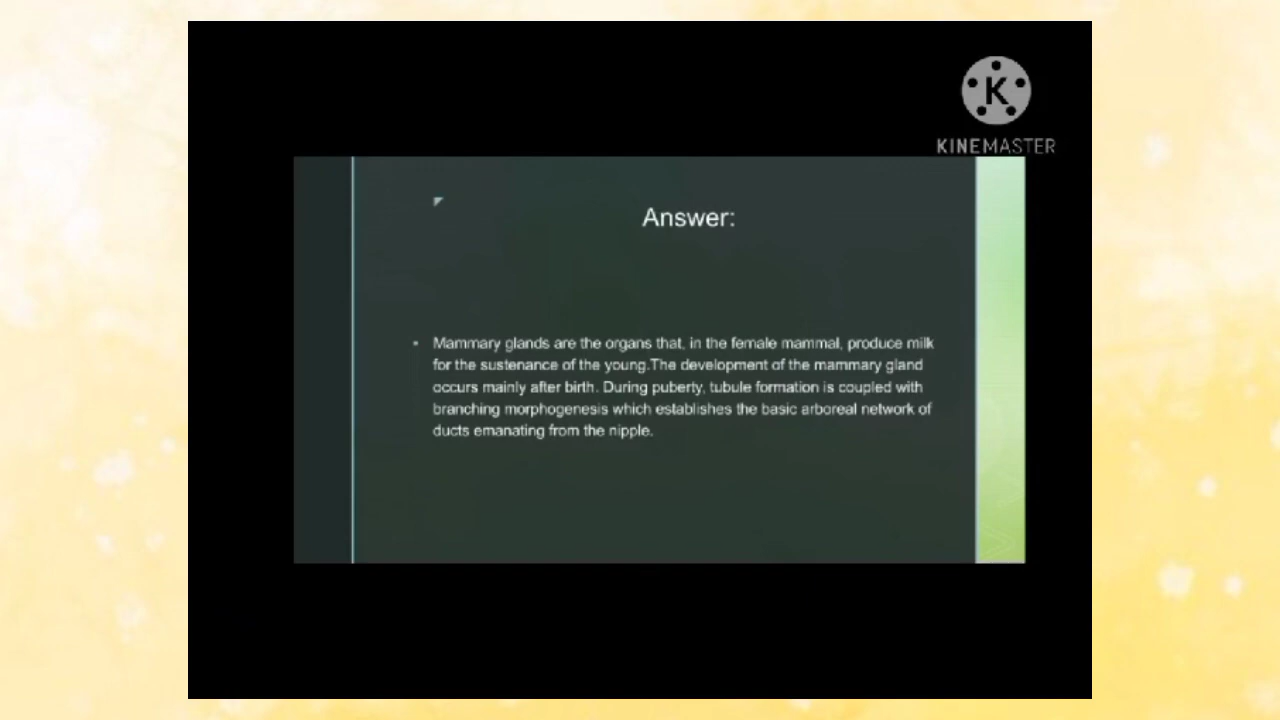 K
KINEMASTER
Answer:
• Mammary glands are the organs that, in the female mammal, produce milk
for the sustenance of the young.The development of the mammary gland
occurs mainly after birth. During puberty, tubule formation is coupled with
branching morphogenesis which establishes the basic arboreal network of
ducts emanating from the nipple.